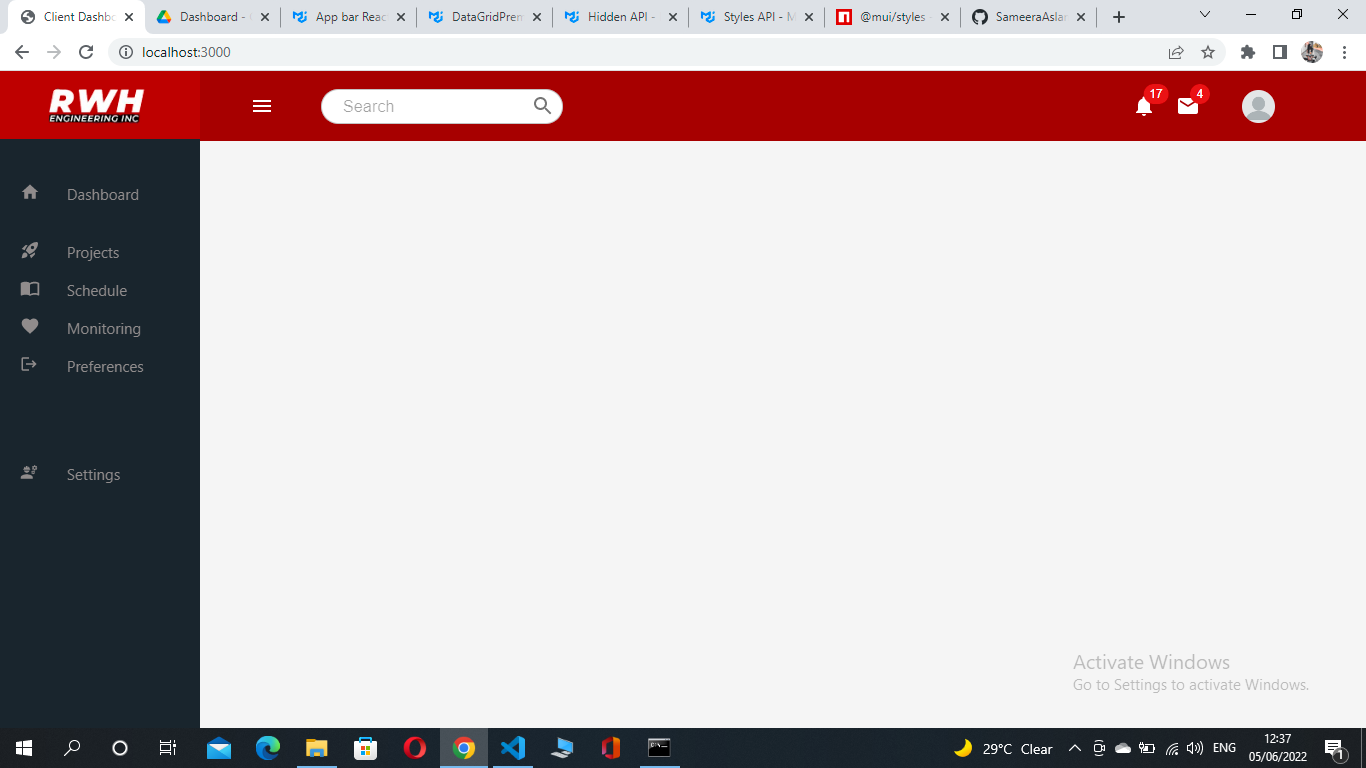 Client Dashbo
Dashboard -
App bar Reac
DataGridPrem
Hidden API -
Styles API - M
@mui/styles
SameeraAslam
localhost:3000
RWH
ENGINEERING INC
Search
17
4
Dashboard
Projects
Schedule
Monitoring
Preferences
Settings
Activate Windows
Go to Settings to activate Windows.
29°C Clear
ENG
12:37
05/06/2022
1